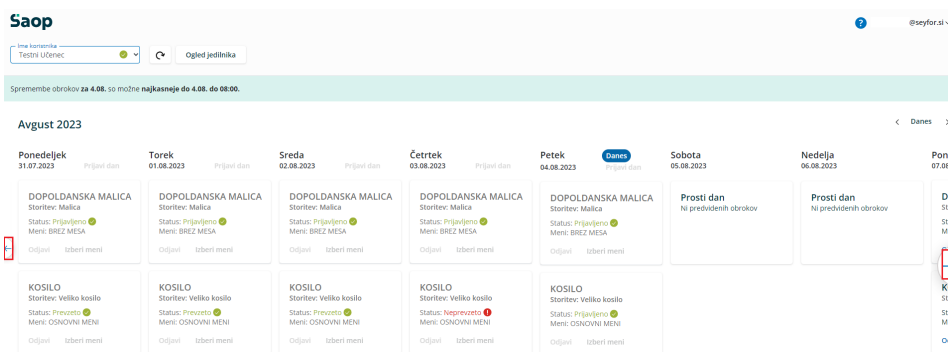 Saop
@seyfor.si
Ime koristnika
Testni Učenec
Ogled jedilnika
Spremembe obrokov za 4.08. so možne najkasneje do 4.08. do 08:00.
Avgust 2023
< Danes >
Ponedeljek
31.07.2023 Prijavi dan
Torek
01.08.2023 Prijavi dan
Sreda
02.08.2023 Prijavi dan
Četrtek
03.08.2023 Prijavi dan
Petek Danes
04.08.2023 Prijavi dan
Sobota
05.08.2023
Nedelja
06.08.2023
Pon
07.08
DOPOLDANSKA MALICA
Storitev: Malica
Status: Prijavljeno
Meni: BREZ MESA
Odjavi Izberi meni
DOPOLDANSKA MALICA
Storitev: Malica
Status: Prijavljeno
Meni: BREZ MESA
Odjavi Izberi meni
DOPOLDANSKA MALICA
Storitev: Malica
Status: Prijavljeno
Meni: BREZ MESA
Odjavi Izberi meni
DOPOLDANSKA MALICA
Storitev: Malica
Status: Prijavljeno
Meni: BREZ MESA
Odjavi Izberi meni
DOPOLDANSKA MALICA
Storitev: Malica
Status: Prijavljeno
Meni: BREZ MESA
Odjavi Izberi meni
Prosti dan
Ni predvidenih obrokov
Prosti dan
Ni predvidenih obrokov
KOSILO
Storitev: Veliko kosilo
Status: Prevzeto
Meni: OSNOVNI MENI
Odjavi Izberi meni
KOSILO
Storitev: Veliko kosilo
Status: Prevzeto
Meni: OSNOVNI MENI
Odjavi Izberi meni
KOSILO
Storitev: Veliko kosilo
Status: Prevzeto
Meni: OSNOVNI MENI
Odjavi Izberi meni
KOSILO
Storitev: Veliko kosilo
Status: Neprevzeto
Meni: OSNOVNI MENI
Odjavi Izberi meni
KOSILO
Storitev: Veliko kosilo
Status: Prijavljeno
Meni: OSNOVNI MENI
Odjavi Izberi meni